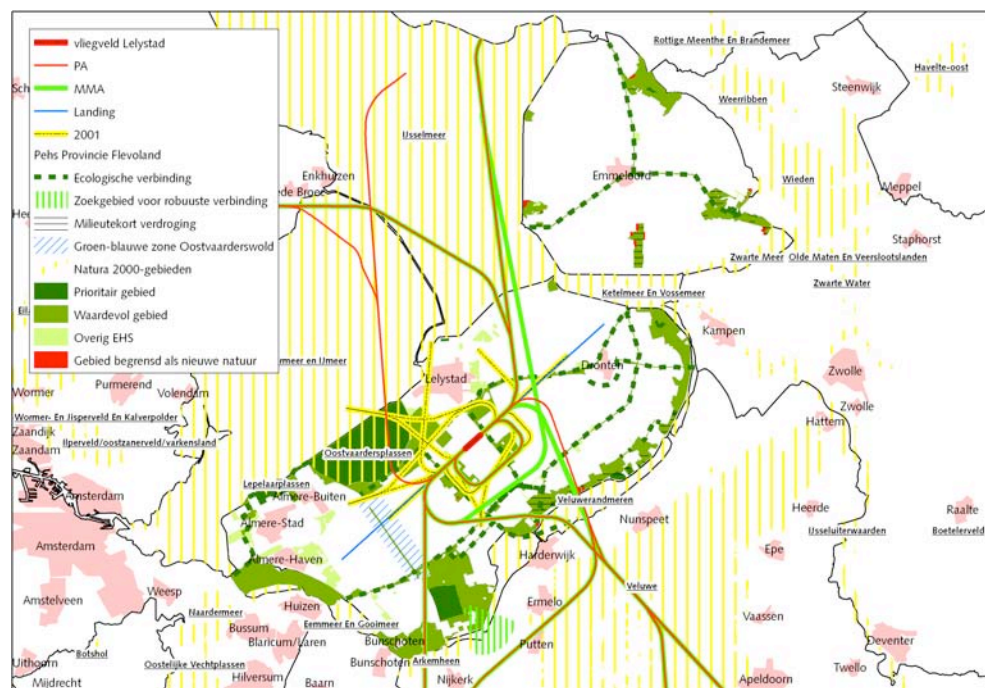 vliegveld Lelystad
PA
MMA
Landing
2001
Pehs Provincie Flevoland
Ecologische verbinding
Zoekgebied voor robuuste verbinding
Milieutekort verdroging
Groen-blauwe zone Oostvaarderswold
Natura 2000-gebieden
Prioritair gebied
Waardevol gebied
Overig EHS
Gebied begrensd als nieuwe natuur
Rottige Meenthe En Brandemeer
Havelte-oost
Steenwijk
Weerribben
IJsselmeer
Enkhuizen
Emmeloord
Wieden
Meppel
Staphorst
Zwarte Meer
Olde Maten En Veerslootslanden
Zwarte Water
Ketelmeer En Vossemeer
Kampen
Dronten
Lelystad
Zwolle
Zwolle
Hattem
Purmerend
Volendam
Wormer
Wormer- En Jisperveld En Kalverpolder
Zaandijk
Ilperveld/oostzanerveld/varkensland
Zaandam
Oostvaardersplassen
Lepelaarplassen
Almere-Buiten
Amsterdam
Almere-Stad
Veluwerandmeren
Nunspeet
Heerde
Raalte
IJsseluiterwaarden
Boetelerveld
Amsterdam
Almere-Haven
Harderwijk
Epe
Amstelveen
Weesp
Huizen
Ermelo
Veluwe
Naardermeer
Eemmeer En Gooimeer
Vaassen
Bussum
Blaricum/Laren
Bunschoten
Putten
Deventer
Botshol
Uithoorn
Oostelijke Vechtplassen
Bunschoten
Arkemheen
Twello
Mijdrecht
Hilversum
Baarn
Nijkerk
Apeldoorn